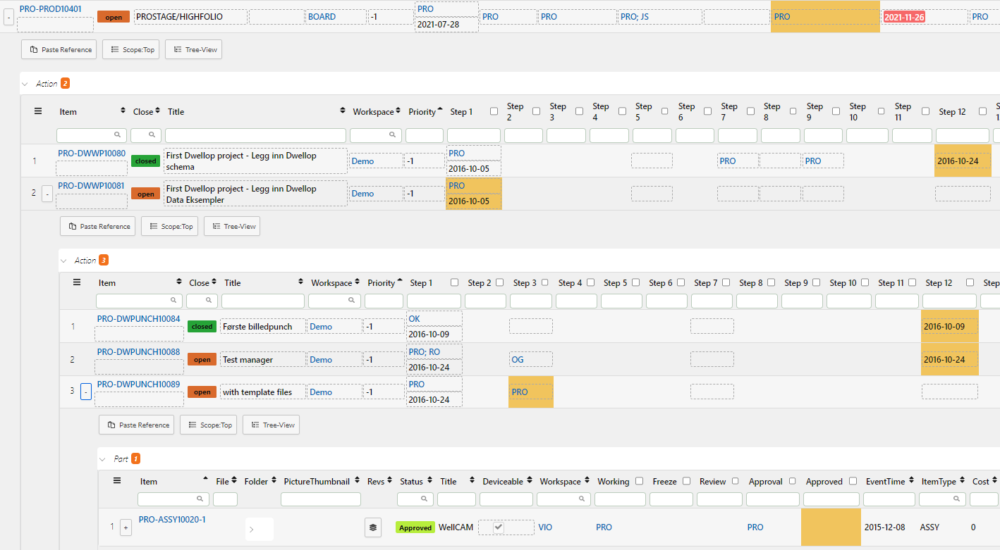 PRO-PROD10401 open PROSTAGE/HIGHFOLIO BOARD -1 PRO PRO PRO PRO; JS PRO 2021-11-26 PRO
2021-07-28
-
Paste Reference Scope:Top Tree-View
Action 2
Item Close Title Workspace Priority Step 1 Step 2 Step 3 Step 4 Step 5 Step 6 Step 7 Step 8 Step 9 Step 10 Step 11 Step 12
1 PRO-DWWP10080 closed First Dwellop project - Legg inn Dwellop schema Demo -1 PRO 2016-10-05 PRO PRO 2016-10-24
2 - PRO-DWWP10081 open First Dwellop project - Legg inn Dwellop Data Eksempler Demo -1 PRO 2016-10-05
Paste Reference Scope:Top Tree-View
Action 3
Item Close Title Workspace Priority Step 1 Step 2 Step 3 Step 4 Step 5 Step 6 Step 7 Step 8 Step 9 Step 10 Step 11 Step 12 Step
1 PRO-DWPUNCH10084 closed Første billedpunch Demo -1 OK 2016-10-09 2016-10-09
2 PRO-DWPUNCH10088 open Test manager Demo -1 PRO; RO 2016-10-24 OG 2016-10-24
3 - PRO-DWPUNCH10089 open with template files Demo -1 PRO 2016-10-24 PRO
Paste Reference Scope:Top Tree-View
Part 1
Item File Folder PictureThumbnail Revs Status Title Deviceable Workspace Working Freeze Review Approval Approved EventTime ItemType Cost
1 + PRO-ASSY10020-1 Approved WellCAM VIO PRO PRO 2015-12-08 ASSY 0